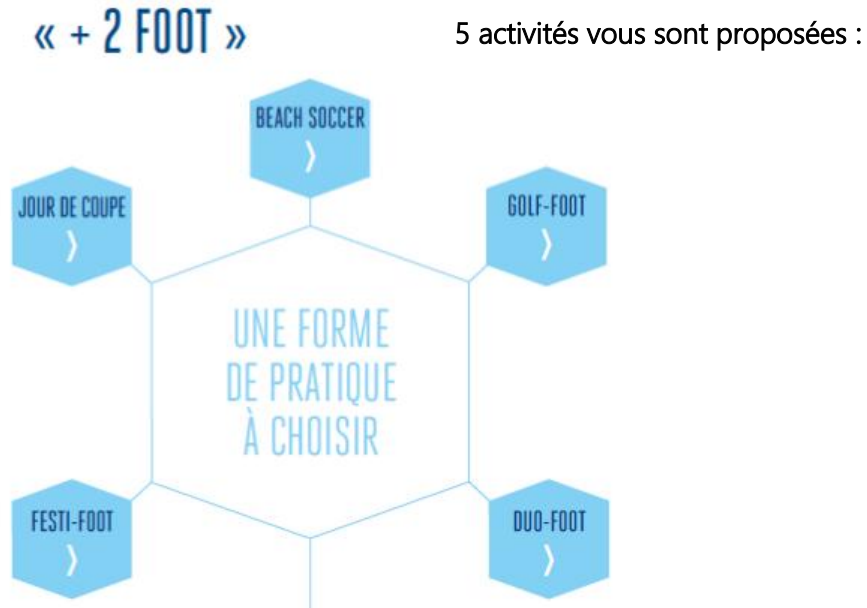 « + 2 FOOT »
5 activités vous sont proposées :
BEACH SOCCER
JOUR DE COUPE
GOLF-FOOT
UNE FORME
DE PRATIQUE
À CHOISIR
FESTI-FOOT
DUO-FOOT